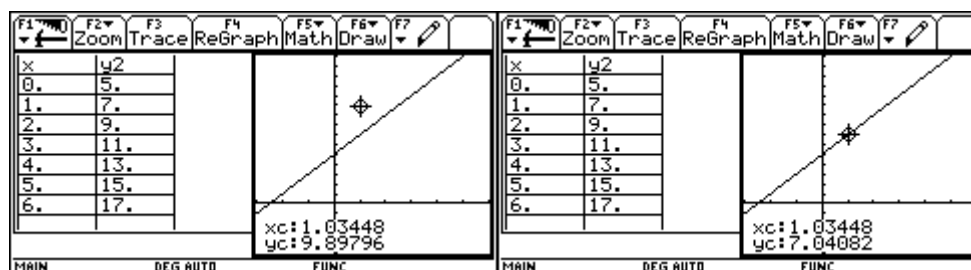 F1 F2 F3 F4 F5 F6 F7
Zoom Trace ReGraph Math Draw
x y2
0. 5.
1. 7.
2. 9.
3. 11.
4. 13.
5. 15.
6. 17.
xc:1.03448
yc:9.89796
MAIN DEG AUTO FUNC
F1 F2 F3 F4 F5 F6 F7
Zoom Trace ReGraph Math Draw
x y2
0. 5.
1. 7.
2. 9.
3. 11.
4. 13.
5. 15.
6. 17.
xc:1.03448
yc:7.04082
MAIN DEG AUTO FUNC